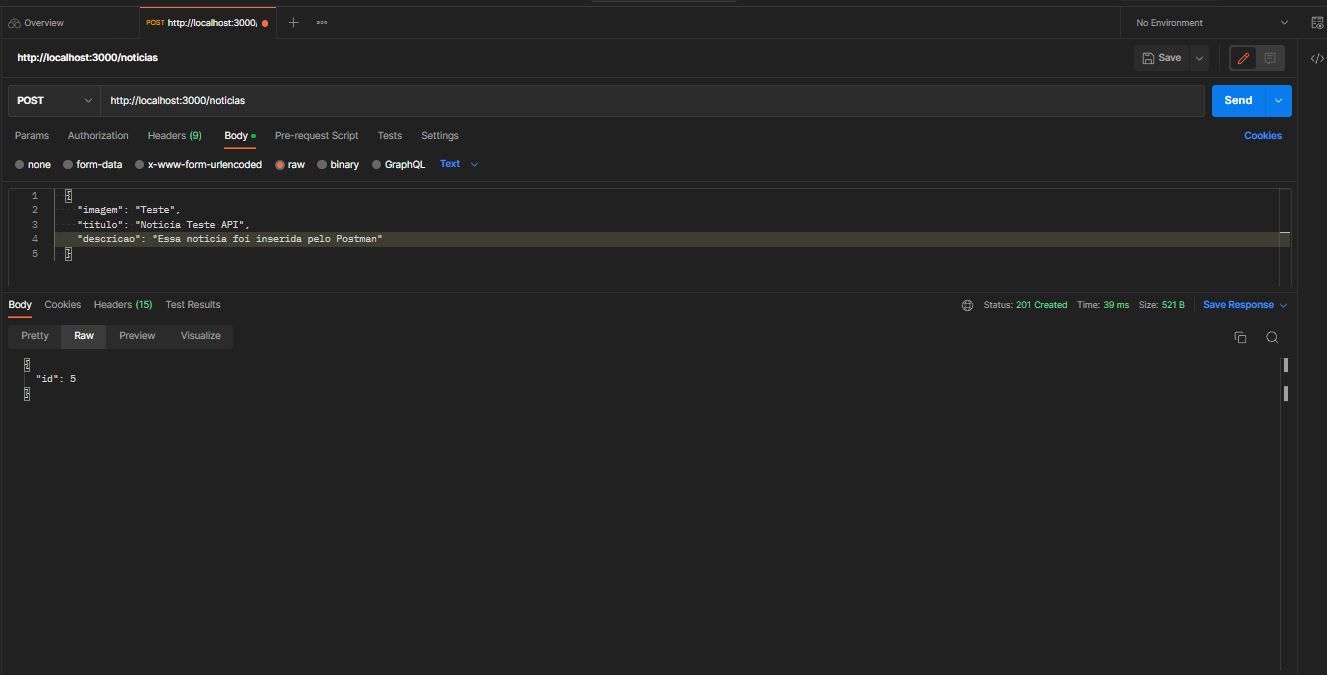 Overview
POST http://localhost:3000/
No Environment
http://localhost:3000/noticias
Save
POST
http://localhost:3000/noticias
Send
Params Authorization Headers (9) Body Pre-request Script Tests Settings
Cookies
none form-data x-www-form-urlencoded raw binary GraphQL Text
1 {
2 "imagem": "Teste",
3 "titulo": "Noticia Teste API",
4 "descricao": "Essa noticia foi inserida pelo Postman"
5 }
Body Cookies Headers (15) Test Results
Status: 201 Created Time: 39 ms Size: 521 B
Save Response
Pretty Raw Preview Visualize
{
"id": 5
}